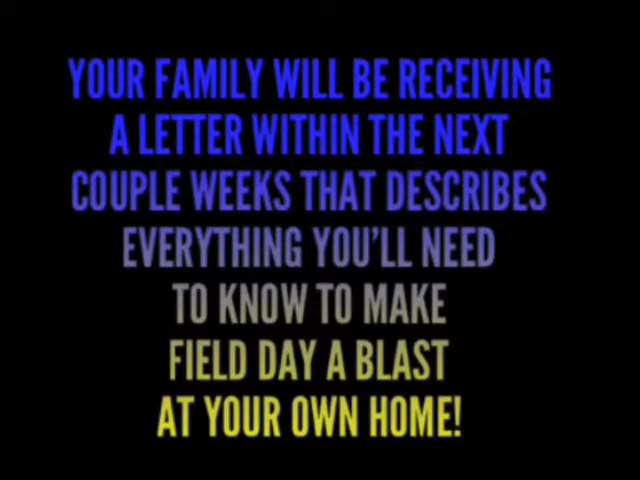 YOUR FAMILY WILL BE RECEIVING
A LETTER WITHIN THE NEXT
COUPLE WEEKS THAT DESCRIBES
EVERYTHING YOU'LL NEED
TO KNOW TO MAKE
FIELD DAY A BLAST
AT YOUR OWN HOME!